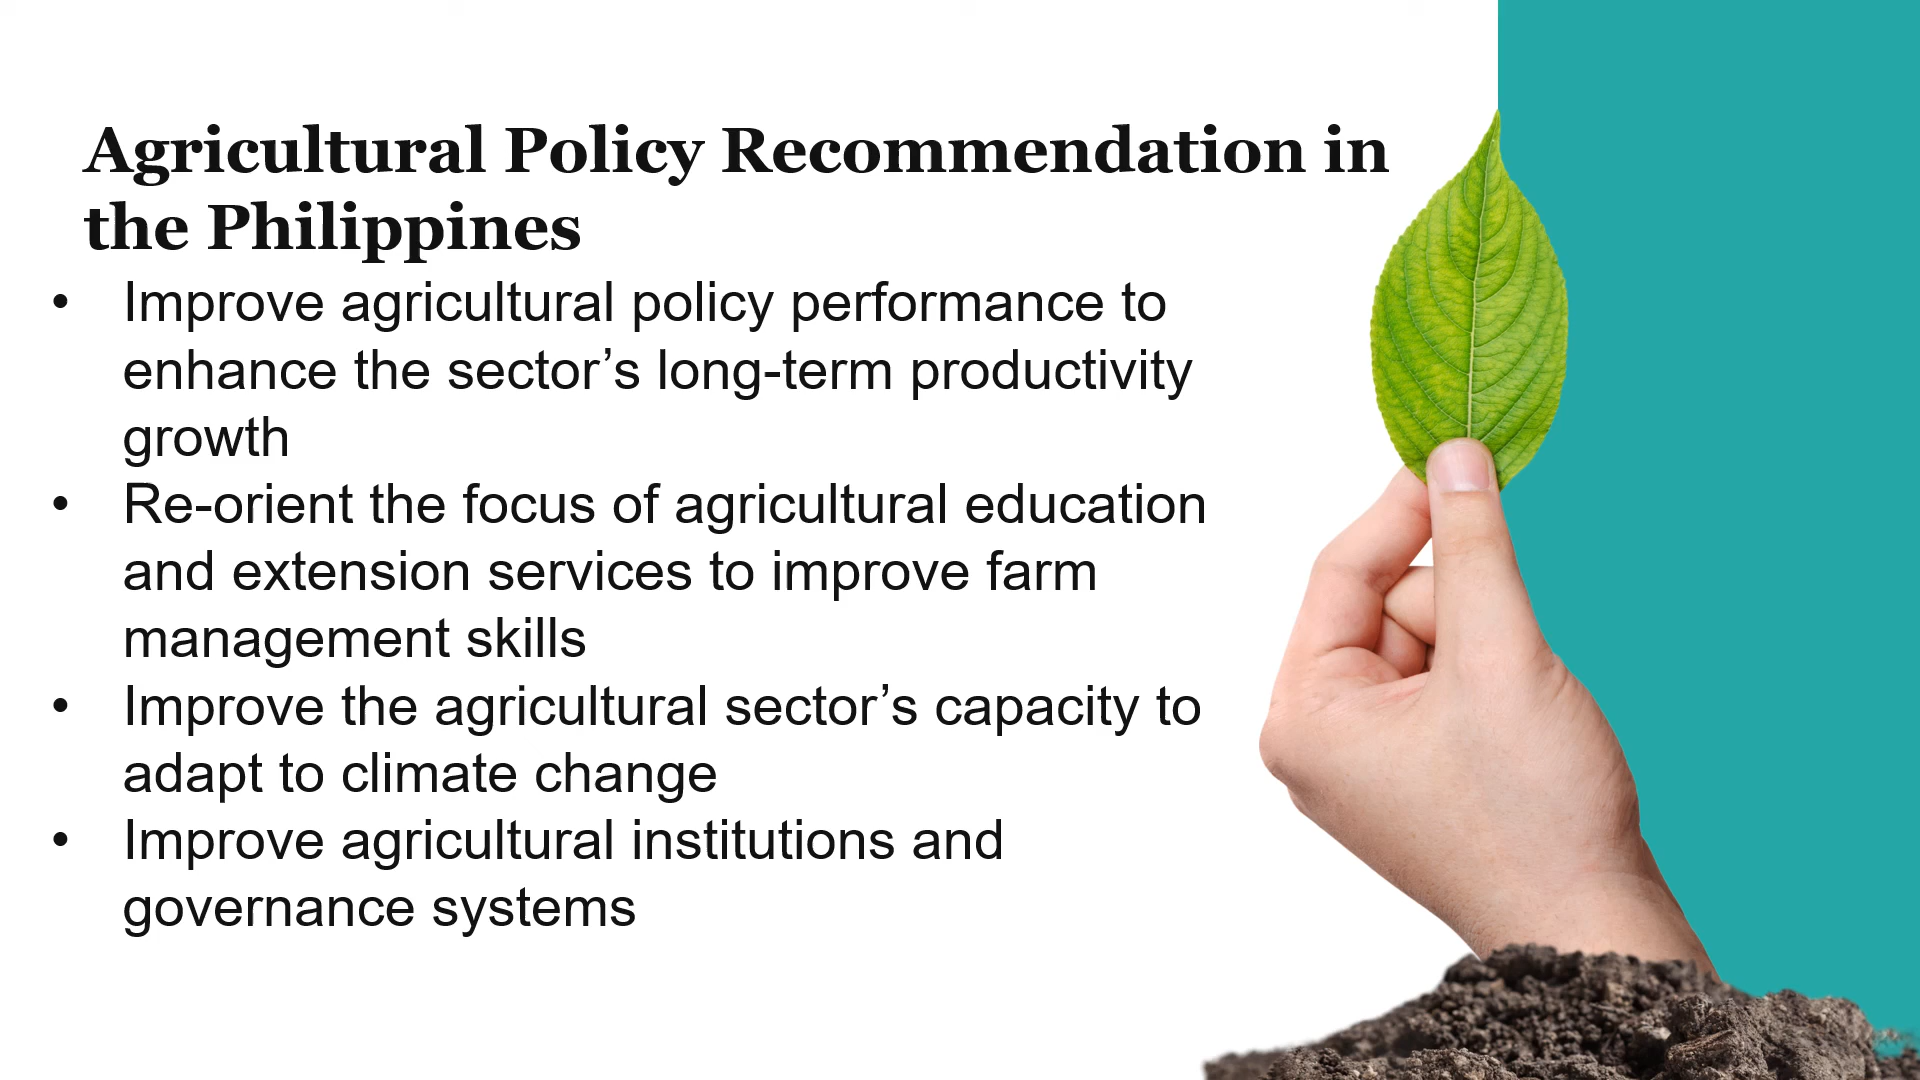 Agricultural Policy Recommendation in
the Philippines
• Improve agricultural policy performance to
enhance the sector’s long-term productivity
growth
• Re-orient the focus of agricultural education
and extension services to improve farm
management skills
• Improve the agricultural sector’s capacity to
adapt to climate change
• Improve agricultural institutions and
governance systems